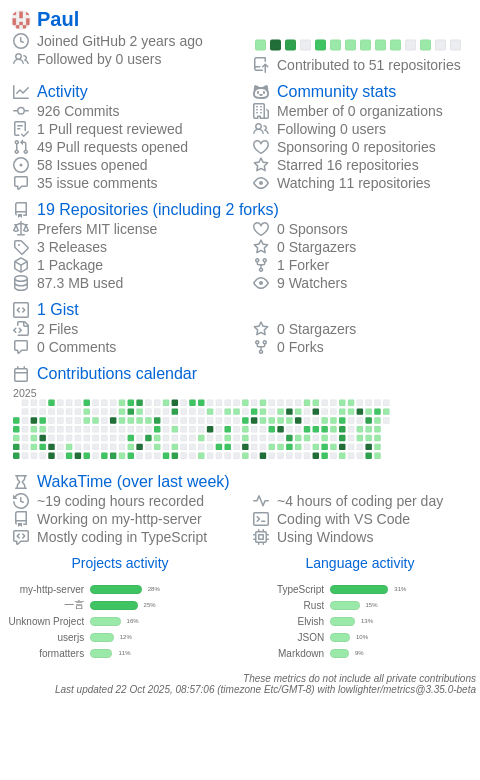 Paul
Joined GitHub 2 years ago
Followed by 0 users
Contributed to 51 repositories
Activity
926 Commits
1 Pull request reviewed
49 Pull requests opened
58 Issues opened
35 issue comments
Community stats
Member of 0 organizations
Following 0 users
Sponsoring 0 repositories
Starred 16 repositories
Watching 11 repositories
19 Repositories (including 2 forks)
Prefers MIT license
3 Releases
1 Package
87.3 MB used
0 Sponsors
0 Stargazers
1 Forker
9 Watchers
1 Gist
2 Files
0 Comments
0 Stargazers
0 Forks
Contributions calendar
2025
WakaTime (over last week)
~19 coding hours recorded
Working on my-http-server
Mostly coding in TypeScript
~4 hours of coding per day
Coding with VS Code
Using Windows
Projects activity
my-http-server 28%
一言 25%
Unknown Project 16%
userjs 12%
formatters 11%
Language activity
TypeScript 31%
Rust 15%
Elvish 13%
JSON 10%
Markdown 9%
These metrics do not include all private contributions
Last updated 22 Oct 2025, 08:57:06 (timezone Etc/GMT-8) with lowlighter/metrics@3.35.0-beta